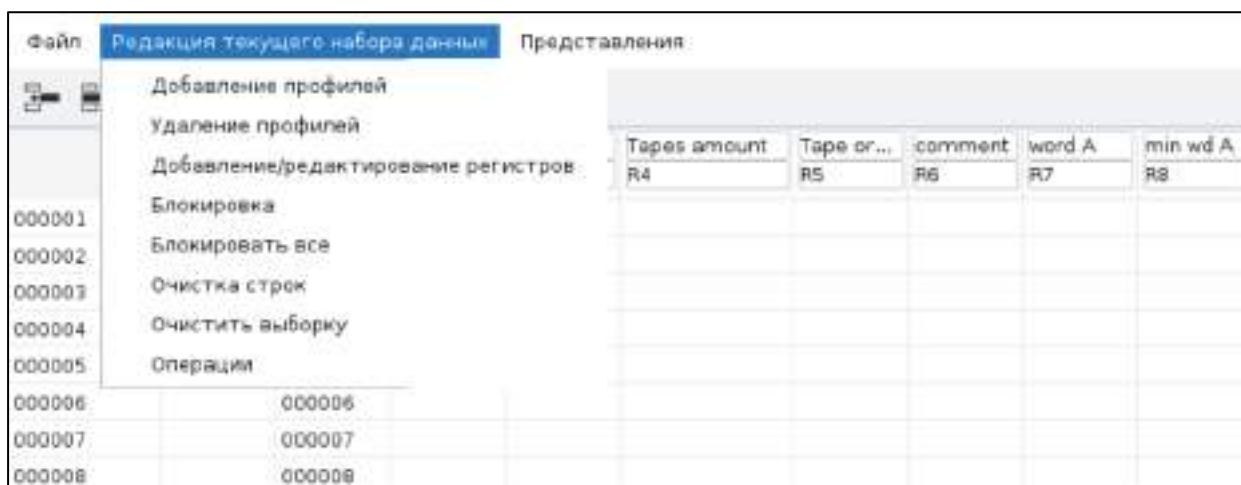 Файл Редакция текущего набора данных Представления
Добавление профилей
Удаление профилей
Добавление/редактирование регистров
Блокировка
Блокировать все
Очистка строк
Очистить выборку
Операции
Tapes amount Tape or... comment word A min wd A
R4 R5 R6 R7 R8
000001
000002
000003
000004
000005
000006 000006
000007 000007
000008 000008